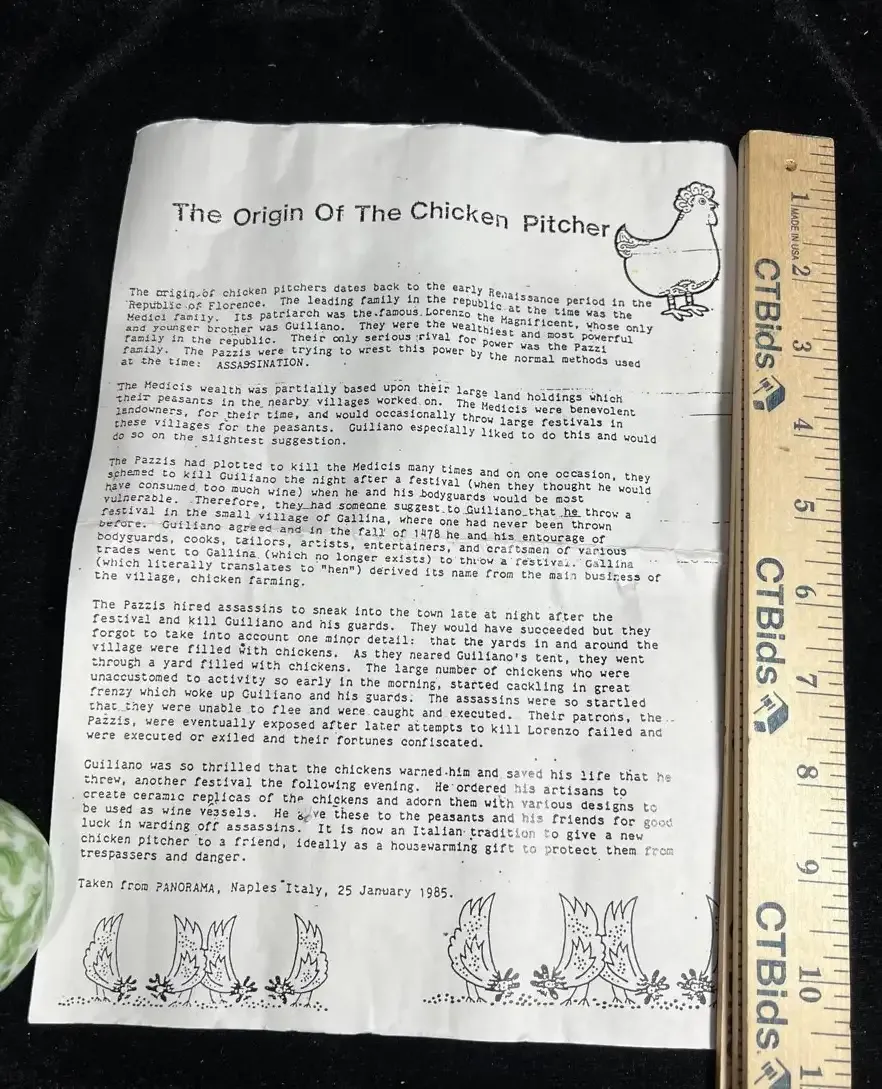 The Origin Of The Chicken Pitcher
The origin of chicken pitchers dates back to the early Renaissance period in the
Republic of Florence. The leading family in the republic at the time was the
Medici family. Its patriarch was the famous Lorenzo the Magnificent, whose only
and younger brother was Guiliano. They were the wealthiest and most powerful
family in the republic. Their only serious rival for power was the Pazzi
family. The Pazzis were trying to wrest this power by the normal methods used
at the time: ASSASINATION.
The Medicis wealth was partially based upon their large land holdings which
their peasants in the nearby villages worked on. The Medicis were benevolent
landowners, for their time, and would occasionally throw large festivals in
these villages for the peasants. Guiliano especially liked to do this and would
do so on the slightest suggestion.
The Pazzis had plotted to kill the Medicis many times and on one occasion, they
schemed to kill Guiliano the night after a festival (when they thought he would
have consumed too much wine) when he and his bodyguards would be most
vulnerable. Therefore, they had someone suggest to Guiliano that he throw a
festival in the small village of Gallina, where one had never been thrown
before. Guiliano agreed and in the fall of 1478 he and his entourage of
bodyguards, cooks, tailors, artists, entertainers, and craftsmen of various
trades went to Gallina (which no longer exists) to throw a festival. Gallina
(which literally translates to "hen") derived its name from the main business of
the village, chicken farming.
The Pazzis hired assassins to sneak into the town late at night after the
festival and kill Guiliano and his guards. They would have succeeded but they
forgot to take into account one minor detail: that the yards in and around the
village were filled with chickens. As they neared Guiliano's tent, they went
through a yard filled with chickens. The large number of chickens who were
unaccustomed to activity so early in the morning, started cackling in great
frenzy which woke up Guiliano and his guards. The assassins were so startled
that they were unable to flee and were caught and executed. Their patrons, the
Pazzis, were eventually exposed after later attempts to kill Lorenzo failed and
were executed or exiled and their fortunes confiscated.
Guiliano was so thrilled that the chickens warned him and saved his life that he
threw, another festival the following evening. He ordered his artisans to
create ceramic replicas of the chickens and adorn them with various designs to
be used as wine vessels. He gave these to the peasants and his friends for good
luck in warding off assassins. It is now an Italian tradition to give a new
chicken pitcher to a friend, ideally as a housewarming gift to protect them from
trespassers and danger.
Taken from PANORAMA, Naples Italy, 25 January 1985.
1 2 3 4 5 6 7 8 9 10 1
MADE IN USA
CTBids
CTBids
CTBids